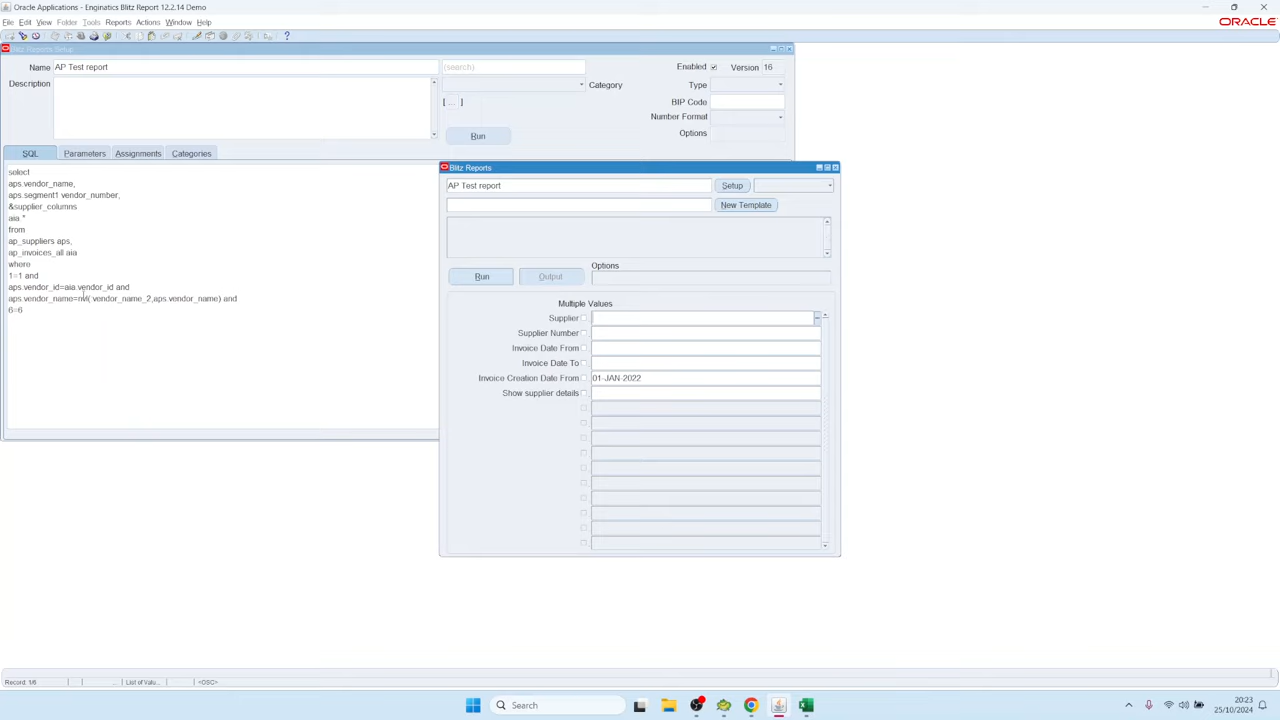 Oracle Applications - Enginatics Blitz Report 12.2.14 Demo
File Edit View Folder Tools Reports Actions Window Help
ORACLE
Blitz Reports Setup
Name AP Test report
(search)
Enabled Version 16
Description
Category
Type
[ ... ]
BIP Code
Number Format
Run
Options
SQL Parameters Assignments Categories
select
aps.vendor_name,
aps.segment1 vendor_number,
&supplier_columns
aia *
from
ap_suppliers aps,
ap_invoices_all aia
where
1=1 and
aps.vendor_id=aia.vendor_id and
aps.vendor_name=nvl( vendor_name_2,aps.vendor_name) and
6=6
Blitz Reports
AP Test report
Setup
New Template
Run Output
Options
Multiple Values
Supplier
Supplier Number
Invoice Date From
Invoice Date To
Invoice Creation Date From 01-JAN-2022
Show supplier details
Record: 1/6 ... List of Valu... <OSC>
Search
20:23
25/10/2024